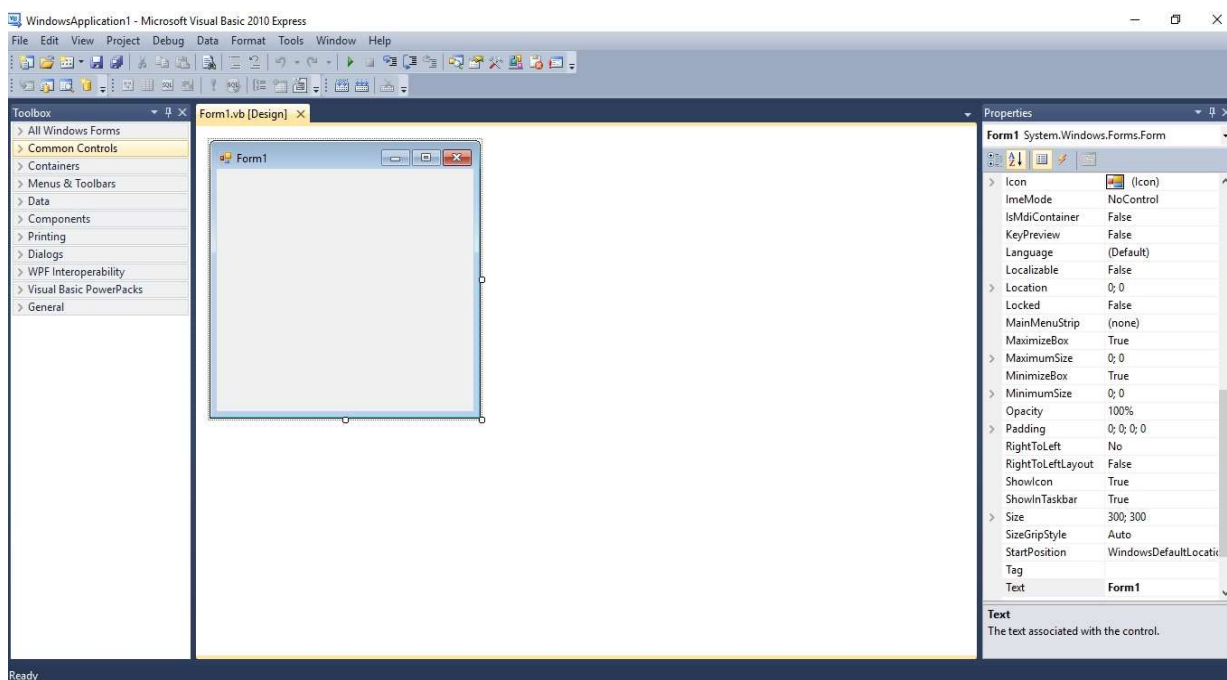 WindowsApplication1 - Microsoft Visual Basic 2010 Express
File Edit View Project Debug Data Format Tools Window Help
Toolbox
All Windows Forms
Common Controls
Containers
Menus & Toolbars
Data
Components
Printing
Dialogs
WPF Interoperability
Visual Basic PowerPacks
General
Form1.vb [Design]
Form1
Properties
Form1 System.Windows.Forms.Form
Icon (Icon)
ImeMode NoControl
IsMdiContainer False
KeyPreview False
Language (Default)
Localizable False
Location 0; 0
Locked False
MainMenuStrip (none)
MaximizeBox True
MaximumSize 0; 0
MinimizeBox True
MinimumSize 0; 0
Opacity 100%
Padding 0; 0; 0; 0
RightToLeft No
RightToLeftLayout False
ShowIcon True
ShowInTaskbar True
Size 300; 300
SizeGripStyle Auto
StartPosition WindowsDefaultLocatio
Tag
Text Form1
Text
The text associated with the control.
Ready